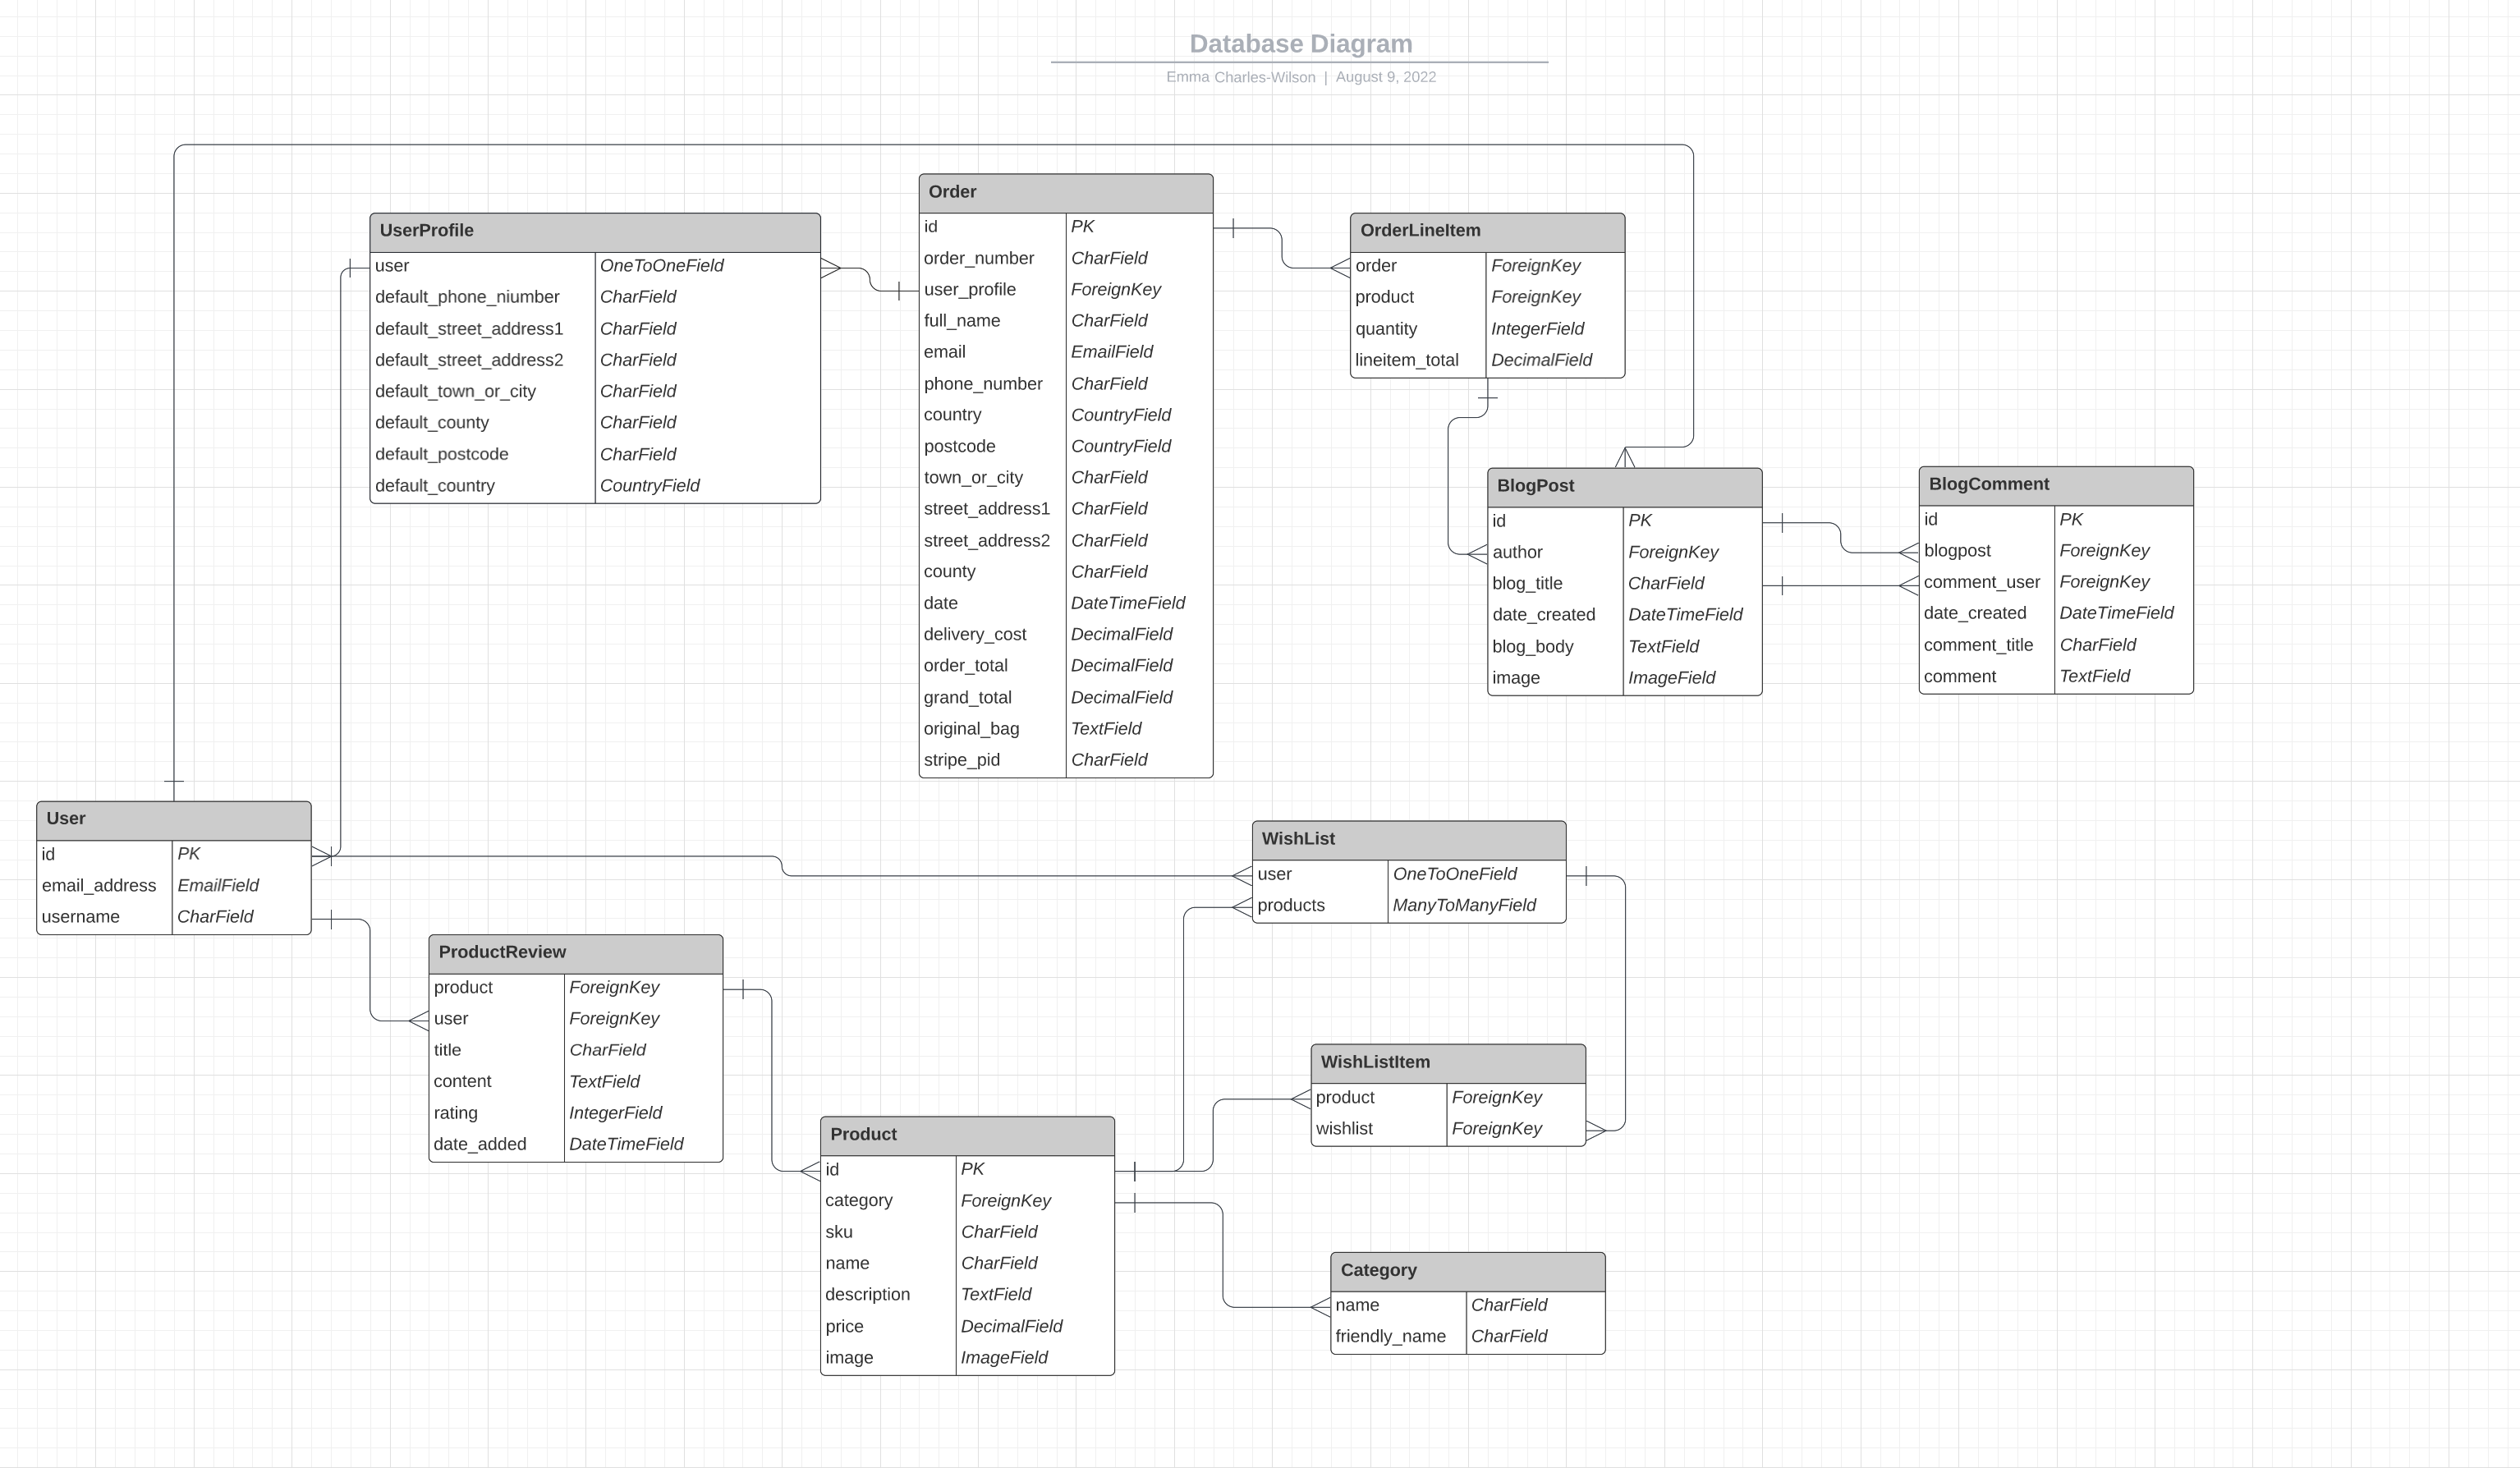 Database Diagram
Emma Charles-Wilson | August 9, 2022
UserProfile
user OneToOneField
default_phone_niumber CharField
default_street_address1 CharField
default_street_address2 CharField
default_town_or_city CharField
default_county CharField
default_postcode CharField
default_country CountryField
Order
id PK
order_number CharField
user_profile ForeignKey
full_name CharField
email EmailField
phone_number CharField
country CountryField
postcode CountryField
town_or_city CharField
street_address1 CharField
street_address2 CharField
county CharField
date DateTimeField
delivery_cost DecimalField
order_total DecimalField
grand_total DecimalField
original_bag TextField
stripe_pid CharField
OrderLineItem
order ForeignKey
product ForeignKey
quantity IntegerField
lineitem_total DecimalField
BlogPost
id PK
author ForeignKey
blog_title CharField
date_created DateTimeField
blog_body TextField
image ImageField
BlogComment
id PK
blogpost ForeignKey
comment_user ForeignKey
date_created DateTimeField
comment_title CharField
comment TextField
User
id PK
email_address EmailField
username CharField
WishList
user OneToOneField
products ManyToManyField
ProductReview
product ForeignKey
user ForeignKey
title CharField
content TextField
rating IntegerField
date_added DateTimeField
WishListItem
product ForeignKey
wishlist ForeignKey
Product
id PK
category ForeignKey
sku CharField
name CharField
description TextField
price DecimalField
image ImageField
Category
name CharField
friendly_name CharField